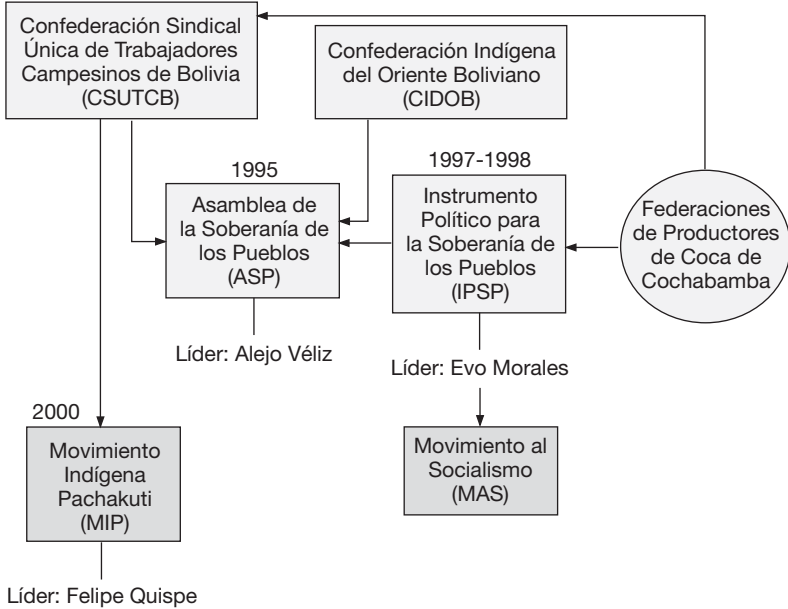 Confederación Sindical
Única de Trabajadores
Campesinos de Bolivia
(CSUTCB)
Confederación Indígena
del Oriente Boliviano
(CIDOB)
1995
Asamblea de
la Soberanía de
los Pueblos
(ASP)
1997-1998
Instrumento
Político para
la Soberanía de
los Pueblos
(IPSP)
Federaciones
de Productores
de Coca de
Cochabamba
Líder: Alejo Véliz
Líder: Evo Morales
2000
Movimiento
Indígena
Pachakuti
(MIP)
Movimiento al
Socialismo
(MAS)
Líder: Felipe Quispe